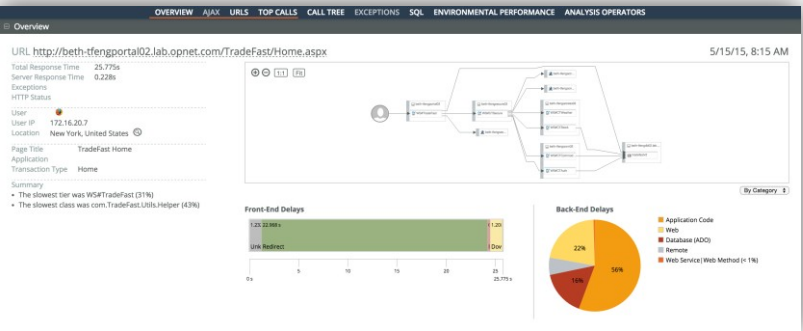 OVERVIEW AJAX URLS TOP CALLS CALL TREE EXCEPTIONS SQL ENVIRONMENTAL PERFORMANCE ANALYSIS OPERATORS
Overview
URL http://beth-tfengportal02.lab.opnet.com/TradeFast/Home.aspx 5/15/15, 8:15 AM
Total Response Time 25.775s
Server Response Time 0.228s
Exceptions
HTTP Status
User
User IP 172.16.20.7
Location New York, United States
Page Title TradeFast Home
Application
Transaction Type Home
Summary
• The slowest tier was WS#TradeFast (31%)
• The slowest class was com.TradeFast.Utils.Helper (43%)
1:1 Fit
By Category
Front-End Delays
1.23 22.988 s 1.20
Unk Redirect Dov
0 s 5 10 15 20 25
25.775 s
Back-End Delays
22%
56%
16%
Application Code
Web
Database (ADO)
Remote
Web Service|Web Method (< 1%)